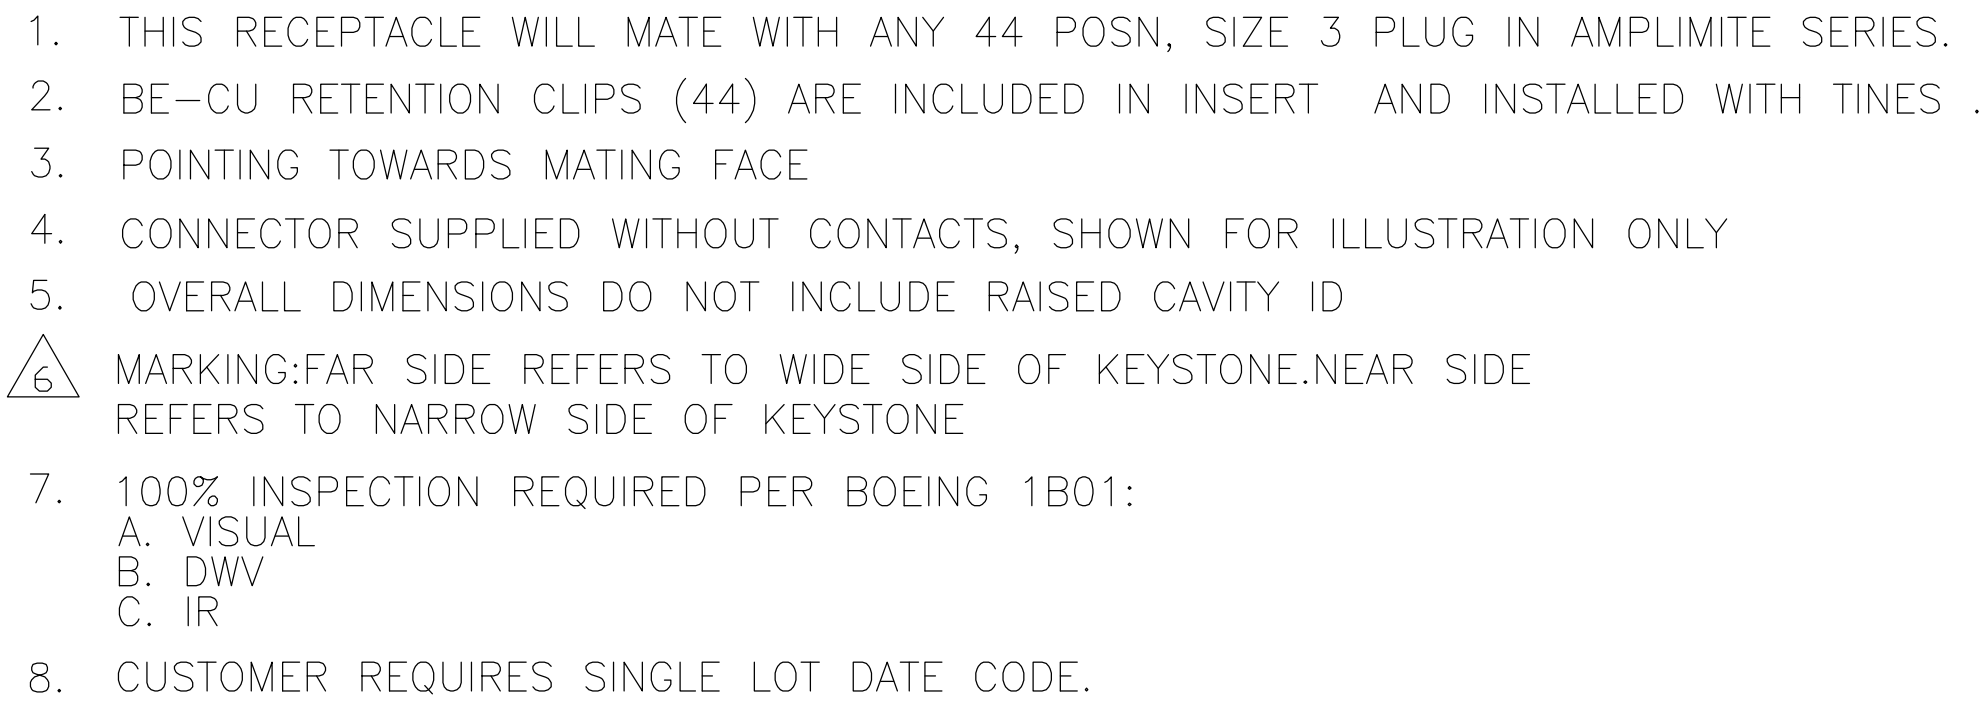 1. THIS RECEPTACLE WILL MATE WITH ANY 44 POSN, SIZE 3 PLUG IN AMPLIMITE SERIES.
2. BE-CU RETENTION CLIPS (44) ARE INCLUDED IN INSERT AND INSTALLED WITH TINES .
3. POINTING TOWARDS MATING FACE
4. CONNECTOR SUPPLIED WITHOUT CONTACTS, SHOWN FOR ILLUSTRATION ONLY
5. OVERALL DIMENSIONS DO NOT INCLUDE RAISED CAVITY ID
6 MARKING:FAR SIDE REFERS TO WIDE SIDE OF KEYSTONE.NEAR SIDE
REFERS TO NARROW SIDE OF KEYSTONE
7. 100% INSPECTION REQUIRED PER BOEING 1B01:
A. VISUAL
B. DWV
C. IR
8. CUSTOMER REQUIRES SINGLE LOT DATE CODE.